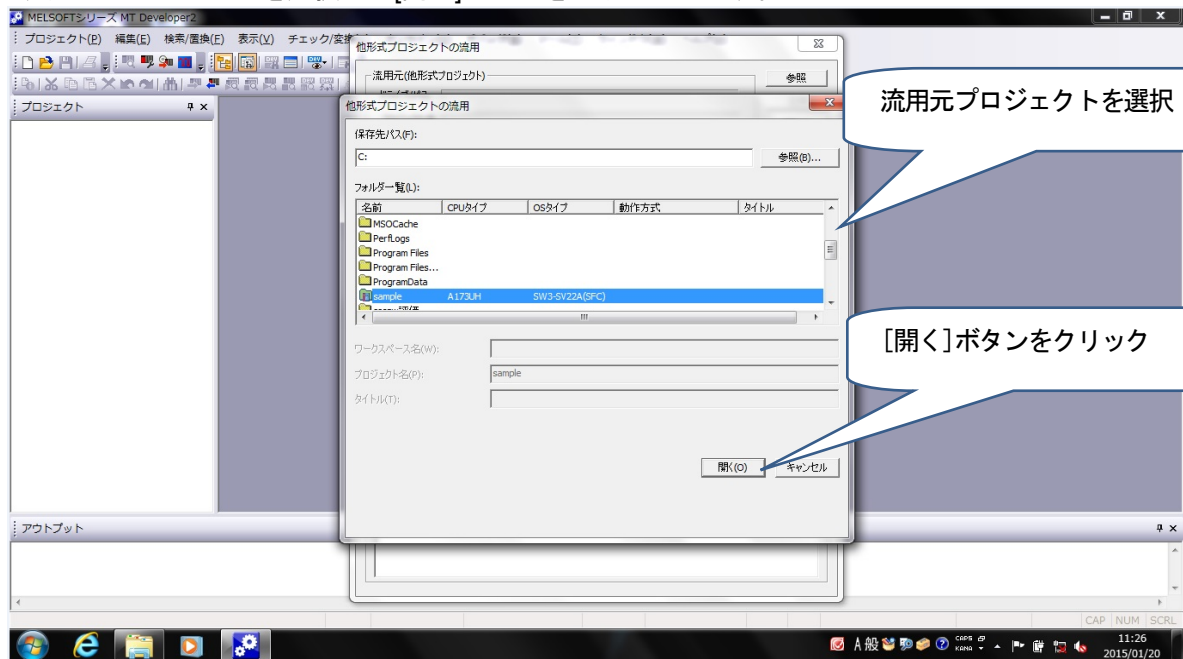 MELSOFTシリーズ MT Developer2
プロジェクト(P) 編集(E) 検索/置換(F) 表示(V) チェック/変換
プロジェクト
他形式プロジェクトの流用
流用元(他形式プロジェクト)
参照
他形式プロジェクトの流用
保存先パス(F):
C:
参照(B)...
フォルダ一覧(L):
名前 CPUタイプ OSタイプ 動作方式 タイトル
MSOCache
PerfLogs
Program Files
Program Files...
ProgramData
sample A173UH SW3-SV22A(SFC)
ワークスペース名(W):
プロジェクト名(P): sample
タイトル(T):
開く(O) キャンセル
流用元プロジェクトを選択
[開く]ボタンをクリック
アウトプット
CAP NUM SCRL
A 般 CAPS KANA
11:26
2015/01/20